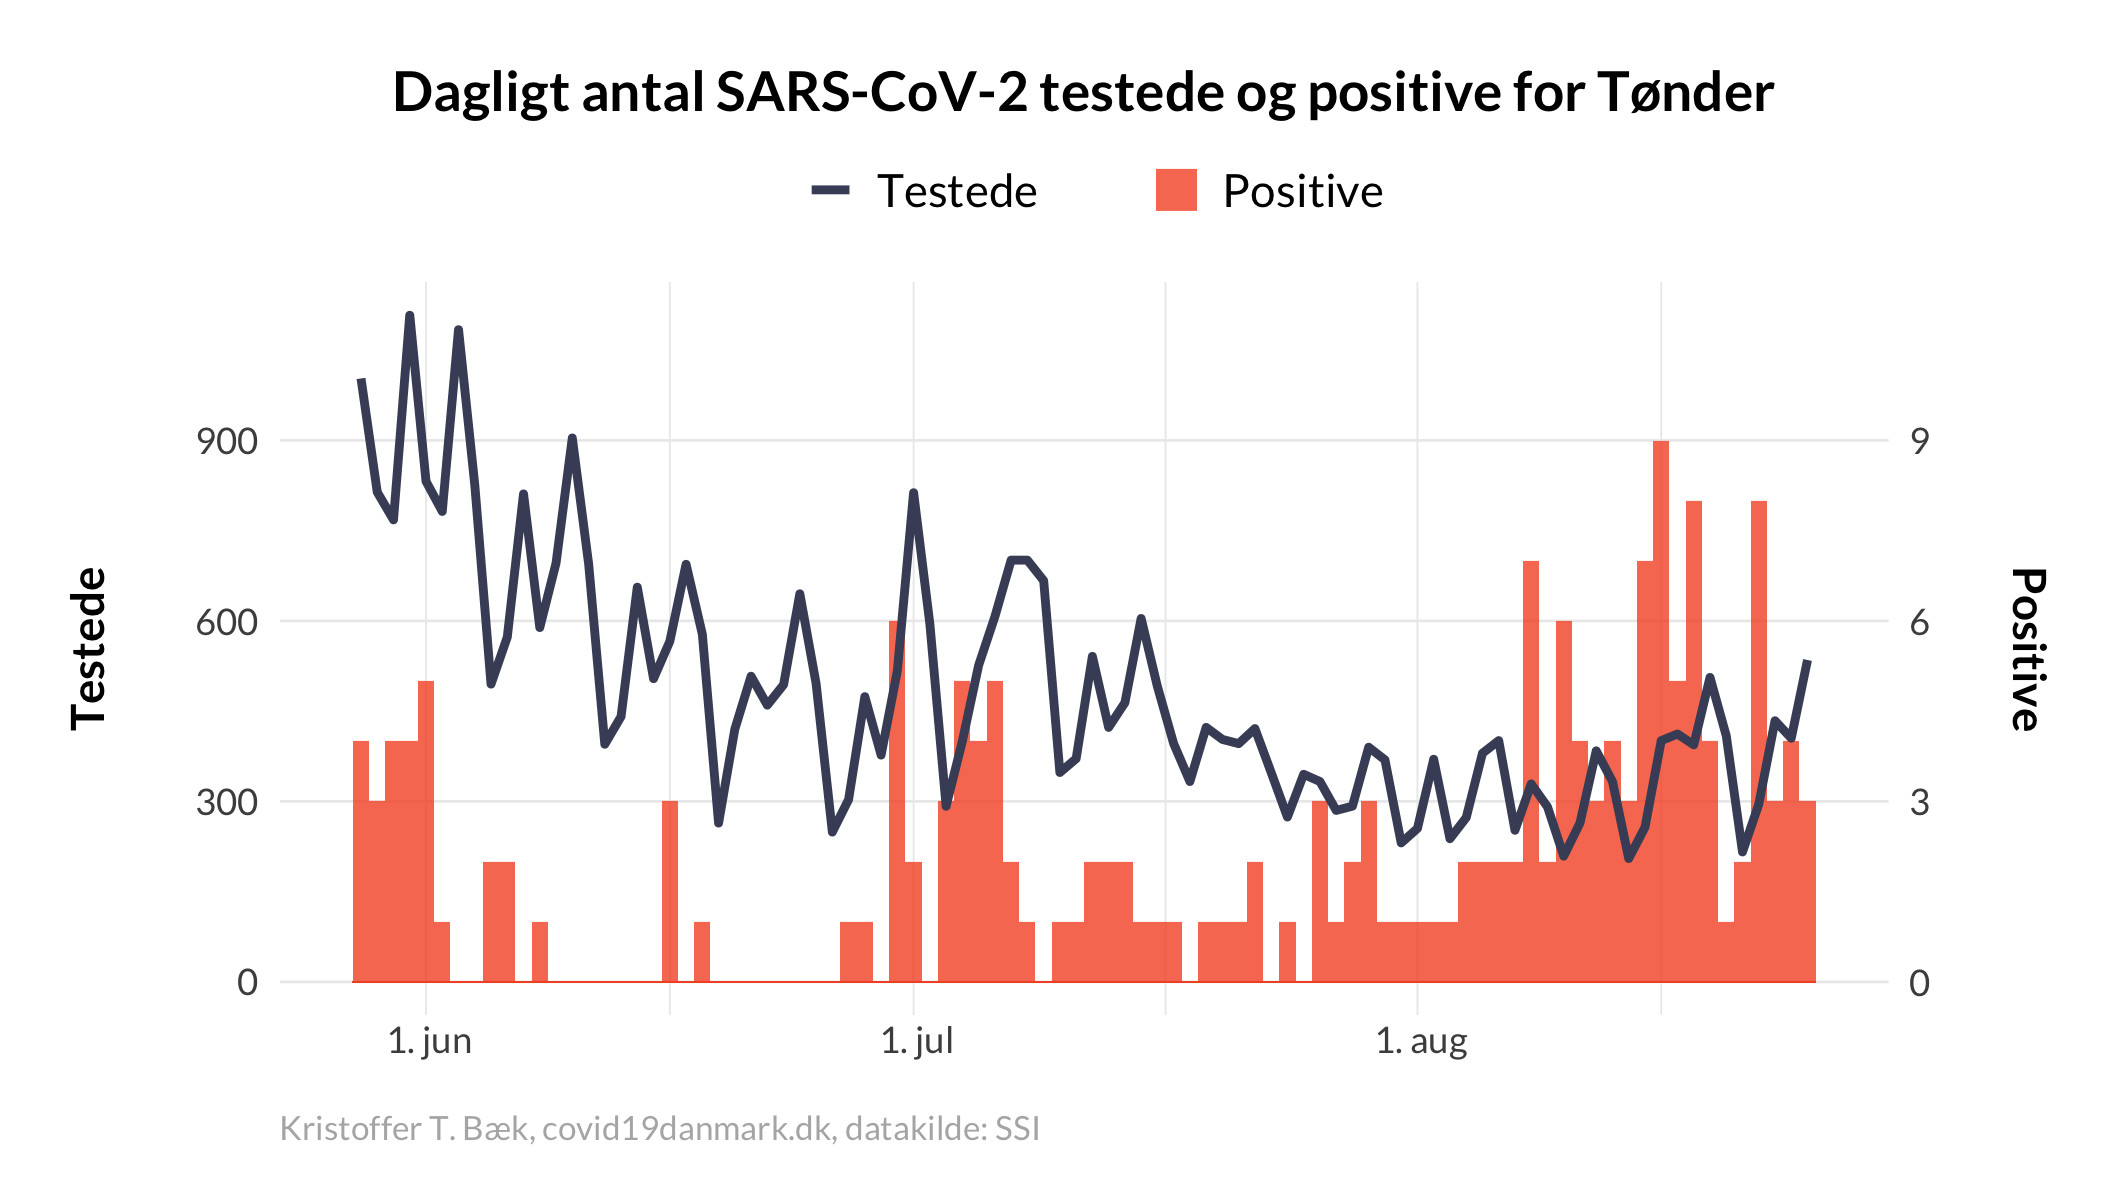 Dagligt antal SARS-CoV-2 testede og positive for Tønder
Testede Positive
Testede
900
600
300
0
9
6
3
0
Positive
1. jun 1. jul 1. aug
Kristoffer T. Bæk, covid19danmark.dk, datakilde: SSI